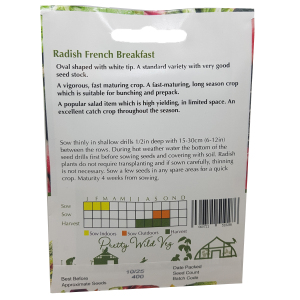 Radish French Breakfast
Oval shaped with white tip. A standard variety with very good
seed stock.
A vigorous, fast maturing crop. A fast-maturing, long season crop
which is suitable for bunching and prepack.
A popular salad item which is high yielding, in limited space. An
excellent catch crop throughout the season.
Sow thinly in shallow drills 1/2in deep with 15-30cm (6-12in)
between the rows. During hot weather water the bottom of the
seed drills first before sowing seeds and covering with soil. Radish
plants do not require transplanting and if sown carefully, thinning
is not necessary. Sow a few seeds in any spare areas for a quick
crop. Maturity 4 weeks from sowing.
J F M A M J J A S O N D
Sow
Sow
Harvest
Sow Indoors Sow Outdoors Harvest
Pretty Wild Veg
10/25
400
Best Before
Approximate Seeds
Date Packed
Seed Count
Batch Code